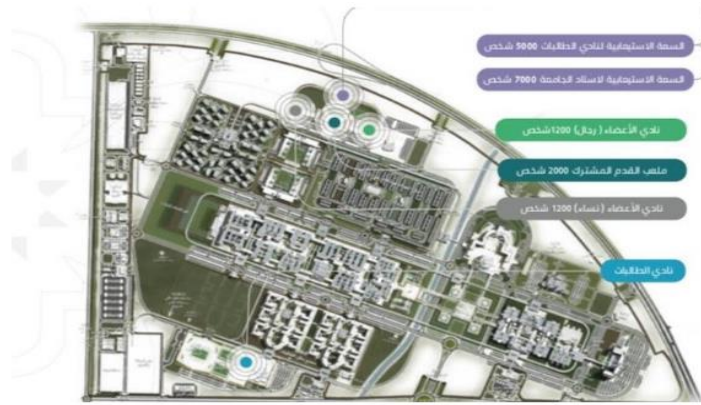 السعة الاستيعابية لنادي الطالبات 5000 شخص
السعة الاستيعابية لاستاد الجامعة 7000 شخص
نادي الأعضاء ( رجال) 1200شخص
ملعب القدم المشترك 2000 شخص
نادي الأعضاء ( نساء) 1200 شخص
نادي الطالبات